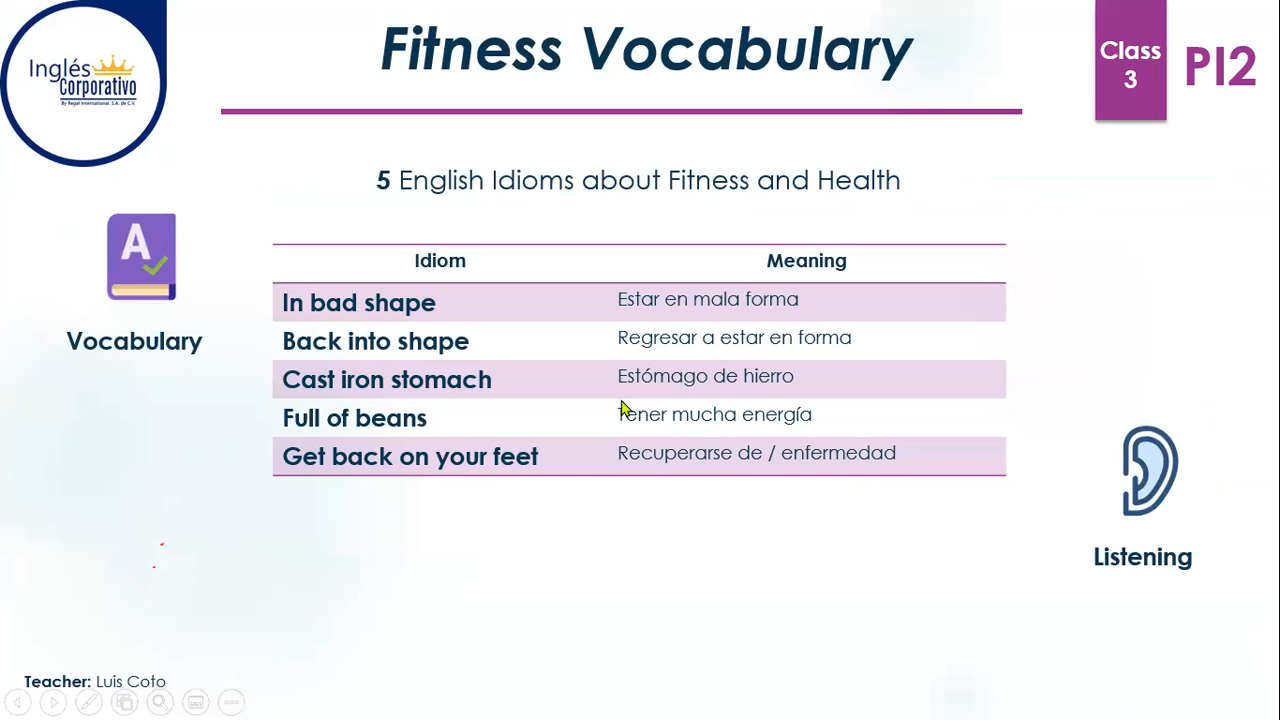 Inglés
Corporativo
By Regal International. S.A. de C.V.
Fitness Vocabulary
Class
3
PI2
5 English Idioms about Fitness and Health
A
Vocabulary
Idiom Meaning
In bad shape Estar en mala forma
Back into shape Regresar a estar en forma
Cast iron stomach Estómago de hierro
Full of beans Tener mucha energía
Get back on your feet Recuperarse de / enfermedad
Listening
Teacher: Luis Coto